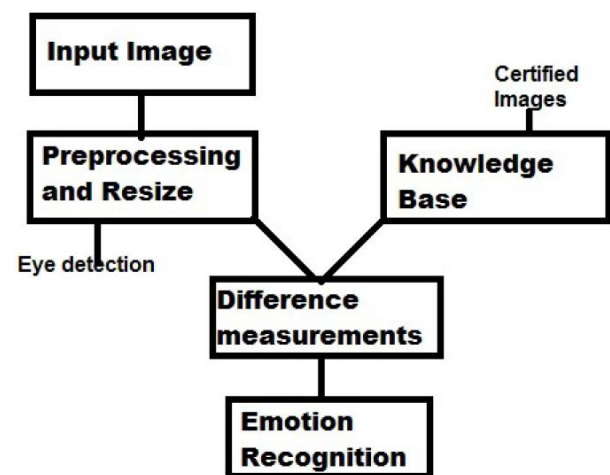 Input Image
Certified
Images
Preprocessing
and Resize
Knowledge
Base
Eye detection
Difference
measurements
Emotion
Recognition